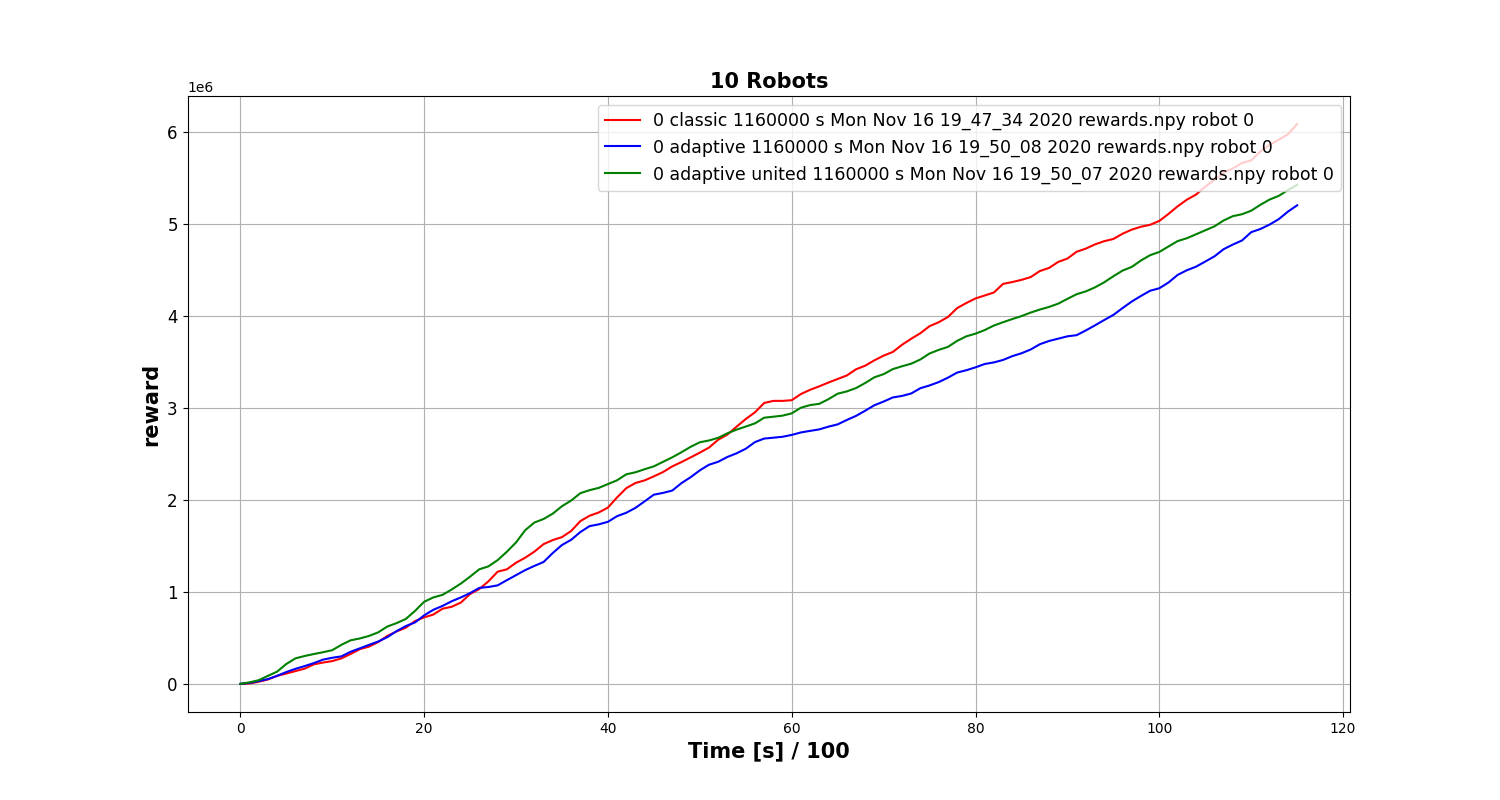 10 Robots
1e6
0 classic 1160000 s Mon Nov 16 19_47_34 2020 rewards.npy robot 0
0 adaptive 1160000 s Mon Nov 16 19_50_08 2020 rewards.npy robot 0
0 adaptive united 1160000 s Mon Nov 16 19_50_07 2020 rewards.npy robot 0
6
5
4
3
2
1
0
reward
0 20 40 60 80 100 120
Time [s] / 100